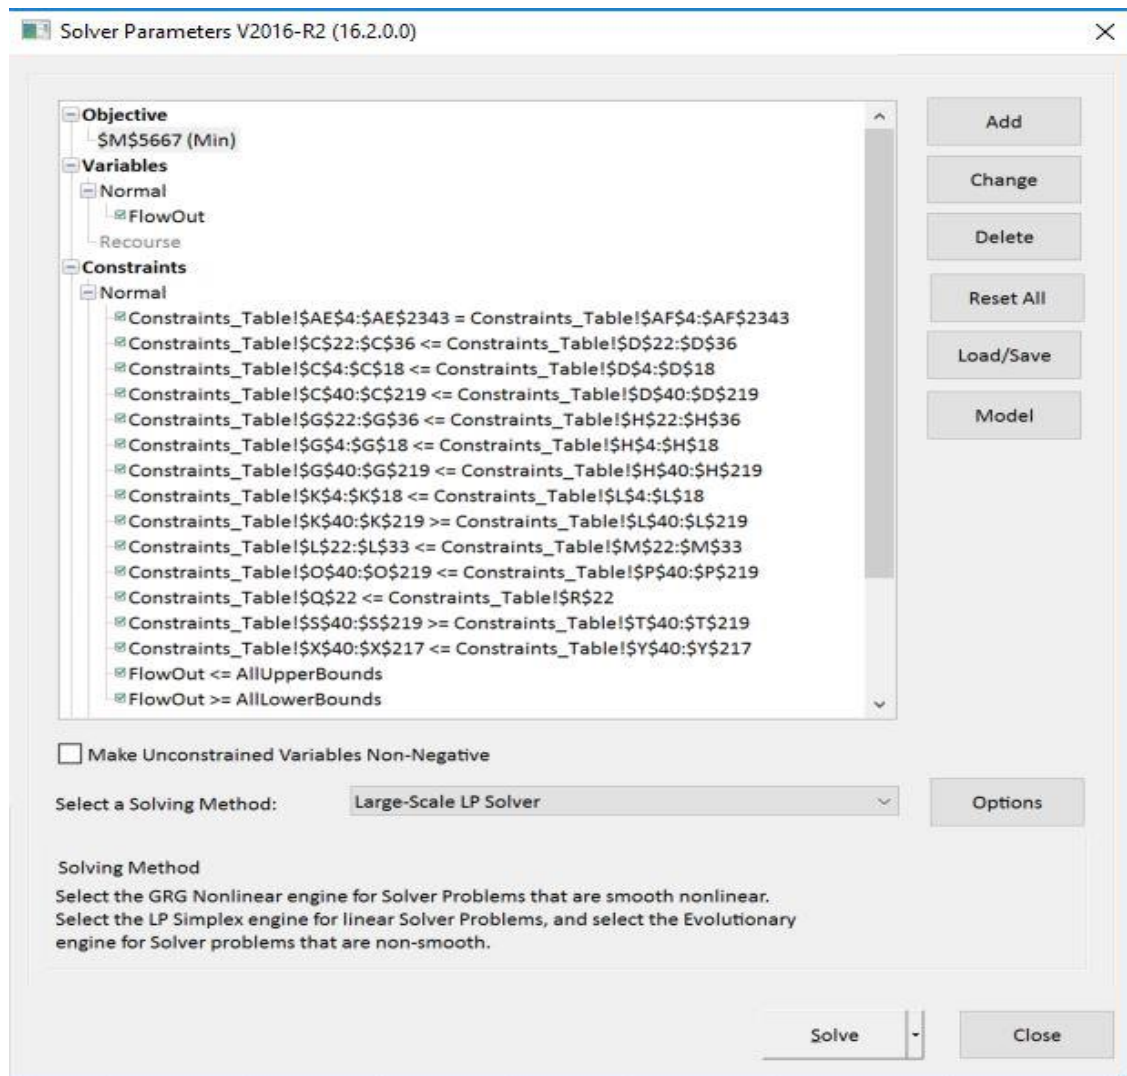 Solver Parameters V2016-R2 (16.2.0.0)
Objective
$M$5667 (Min)
Variables
Normal
FlowOut
Recourse
Constraints
Normal
Constraints_Table!$AE$4:$AE$2343 = Constraints_Table!$AF$4:$AF$2343
Constraints_Table!$C$22:$C$36 <= Constraints_Table!$D$22:$D$36
Constraints_Table!$C$4:$C$18 <= Constraints_Table!$D$4:$D$18
Constraints_Table!$C$40:$C$219 <= Constraints_Table!$D$40:$D$219
Constraints_Table!$G$22:$G$36 <= Constraints_Table!$H$22:$H$36
Constraints_Table!$G$4:$G$18 <= Constraints_Table!$H$4:$H$18
Constraints_Table!$G$40:$G$219 <= Constraints_Table!$H$40:$H$219
Constraints_Table!$K$4:$K$18 <= Constraints_Table!$L$4:$L$18
Constraints_Table!$K$40:$K$219 >= Constraints_Table!$L$40:$L$219
Constraints_Table!$L$22:$L$33 <= Constraints_Table!$M$22:$M$33
Constraints_Table!$O$40:$O$219 <= Constraints_Table!$P$40:$P$219
Constraints_Table!$Q$22 <= Constraints_Table!$R$22
Constraints_Table!$S$40:$S$219 >= Constraints_Table!$T$40:$T$219
Constraints_Table!$X$40:$X$217 <= Constraints_Table!$Y$40:$Y$217
FlowOut <= AllUpperBounds
FlowOut >= AllLowerBounds
Add
Change
Delete
Reset All
Load/Save
Model
Make Unconstrained Variables Non-Negative
Select a Solving Method:
Large-Scale LP Solver
Options
Solving Method
Select the GRG Nonlinear engine for Solver Problems that are smooth nonlinear.
Select the LP Simplex engine for linear Solver Problems, and select the Evolutionary
engine for Solver problems that are non-smooth.
Solve
Close